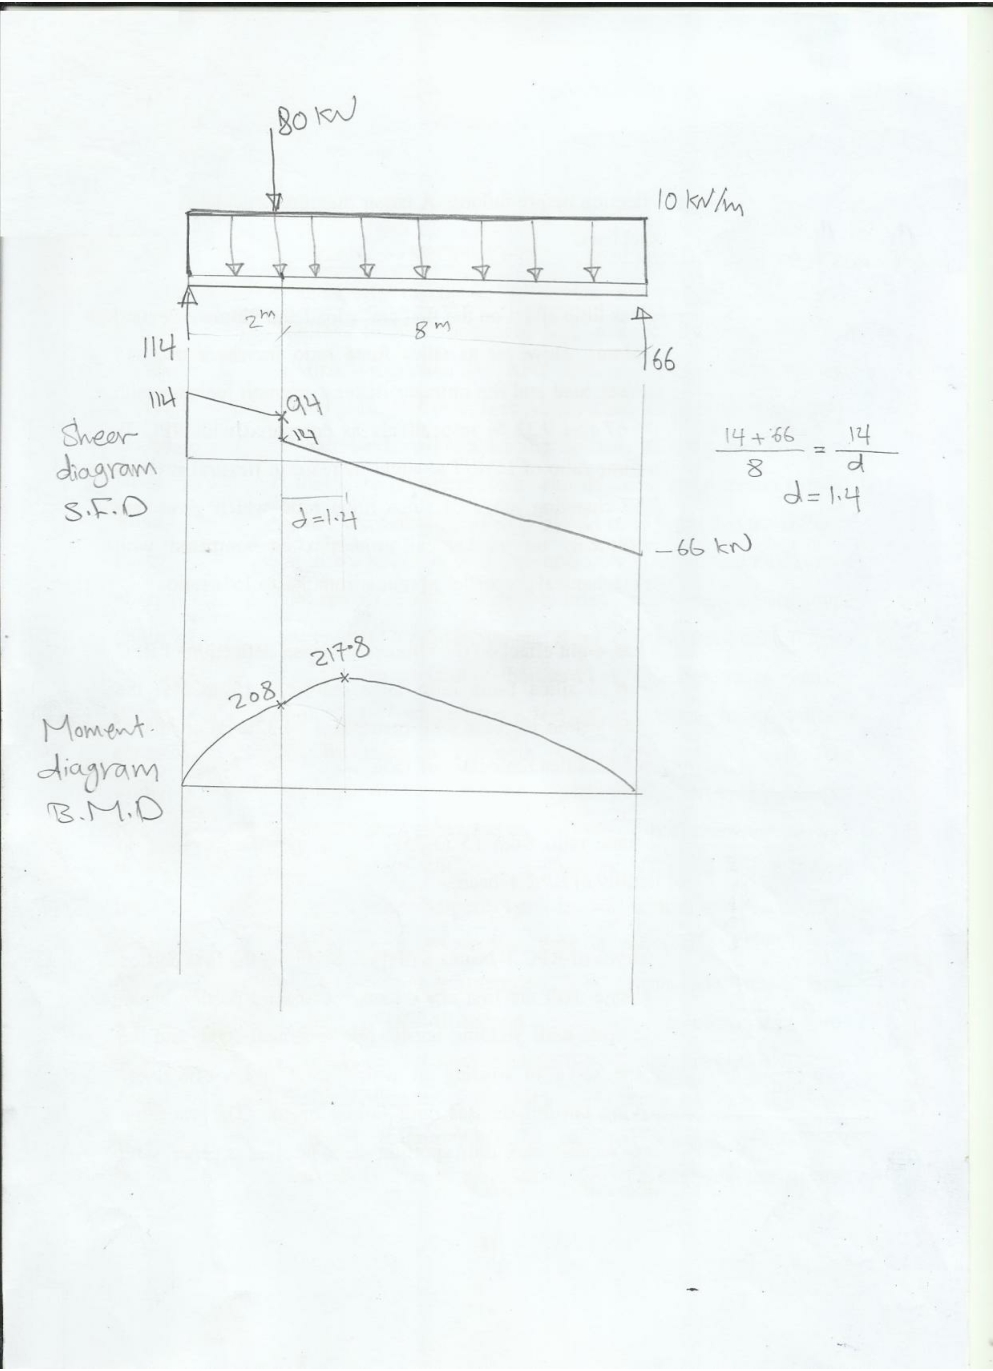 80 KN
10 KN/m
2m
8m
114
66
114
94
14
Sheer
diagram
S.F.D
d=1.4
14+66/8 = 14/d
d=1.4
-66 KN
217.8
208
Moment.
diagram
B.M.D